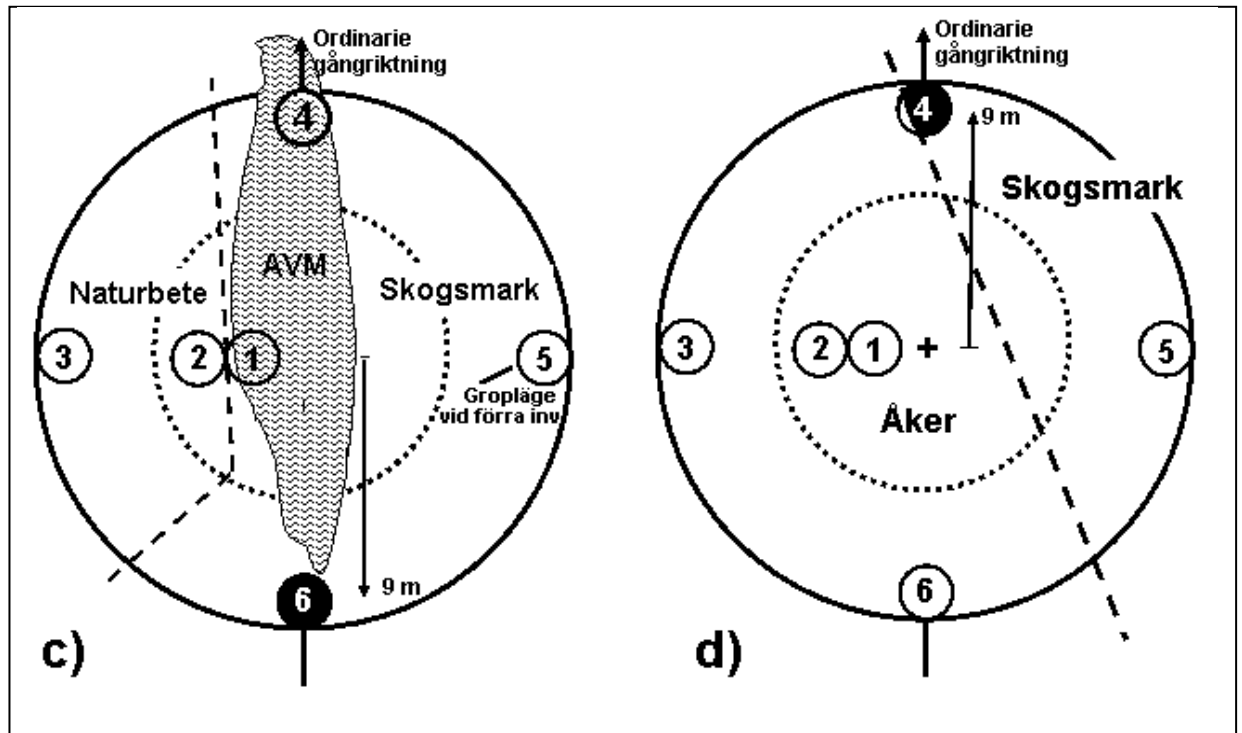 Ordinarie
gångriktning
4
AVM
Naturbete
Skogsmark
3
2
1
5
Gropläge
vid förra inv
6
9 m
c)
Ordinarie
gångriktning
4
9 m
Skogsmark
3
2
1
+
5
Åker
6
d)